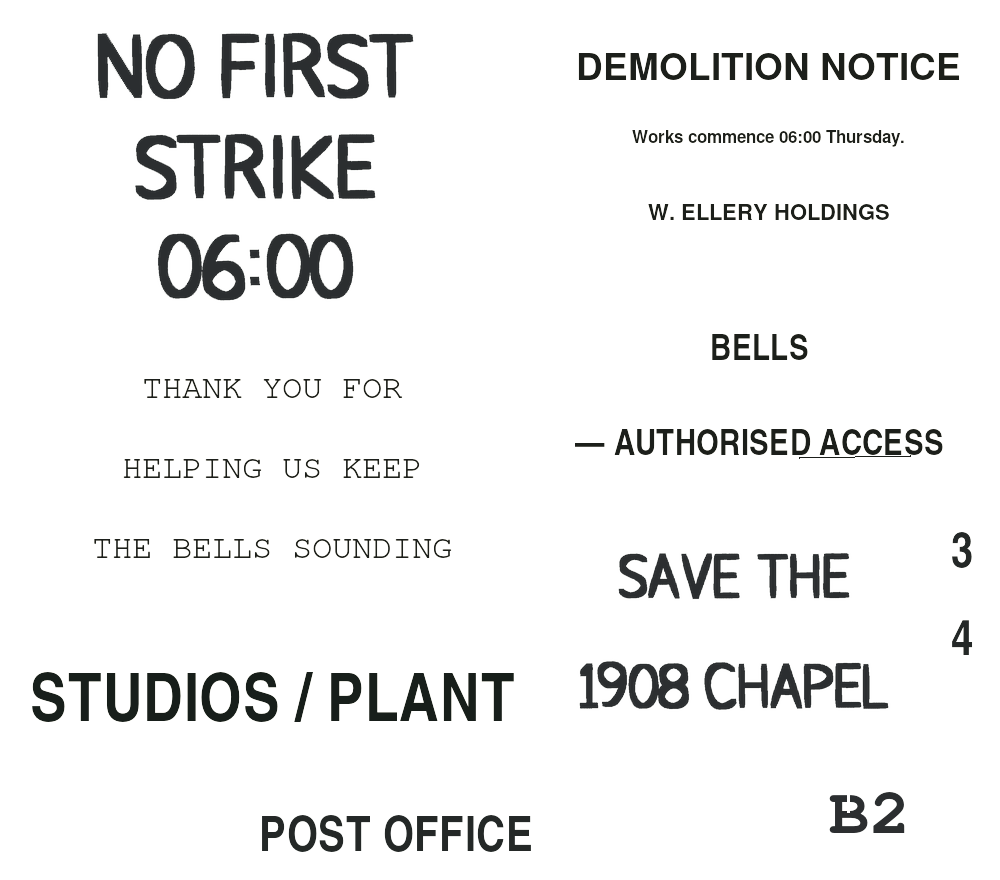 NO FIRST
STRIKE
06:00
THANK YOU FOR
HELPING US KEEP
THE BELLS SOUNDING
STUDIOS / PLANT
POST OFFICE
DEMOLITION NOTICE
Works commence 06:00 Thursday.
W. ELLERY HOLDINGS
BELLS
— AUTHORISED ACCESS
SAVE THE
1908 CHAPEL
3
4
B2